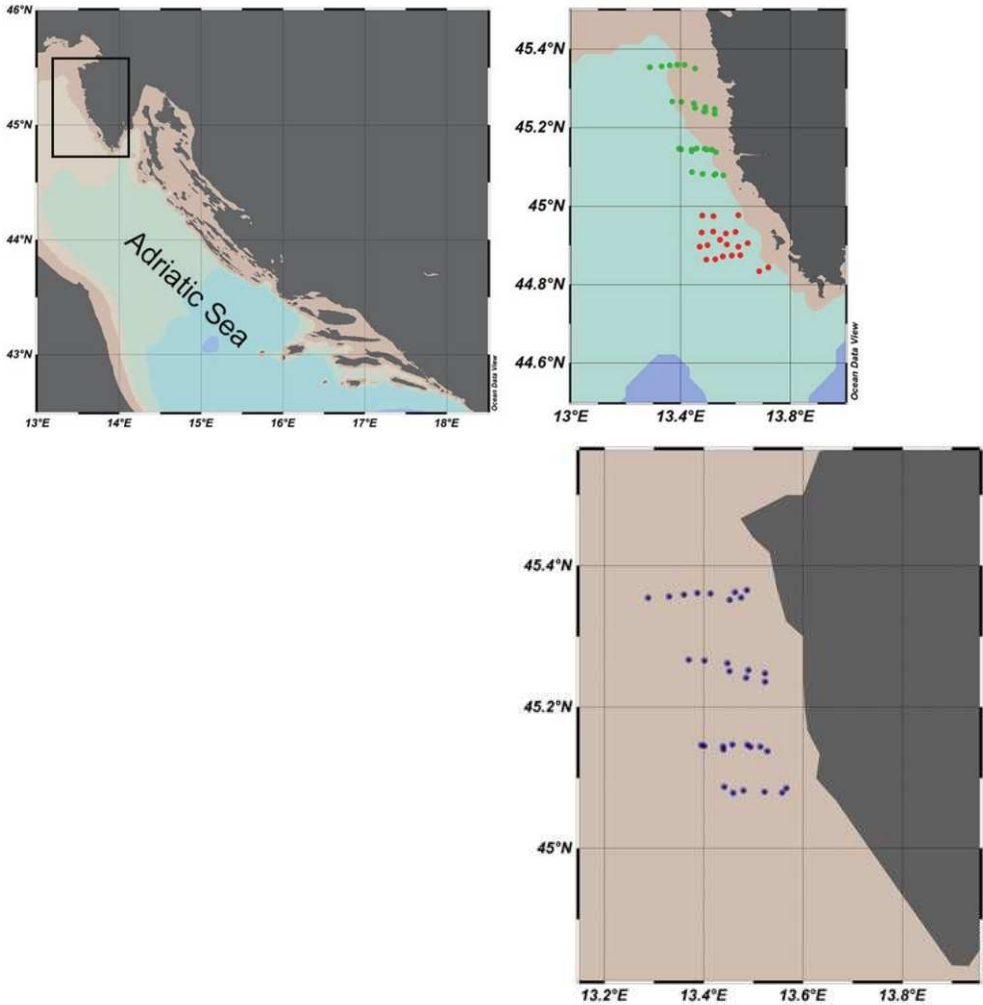 46°N
45°N
44°N
43°N
13°E 14°E 15°E 16°E 17°E 18°E
Adriatic Sea
Ocean Data View
45.4°N
45.2°N
45°N
44.8°N
44.6°N
13°E 13.4°E 13.8°E
Ocean Data View
45.4°N
45.2°N
45°N
13.2°E 13.4°E 13.6°E 13.8°E